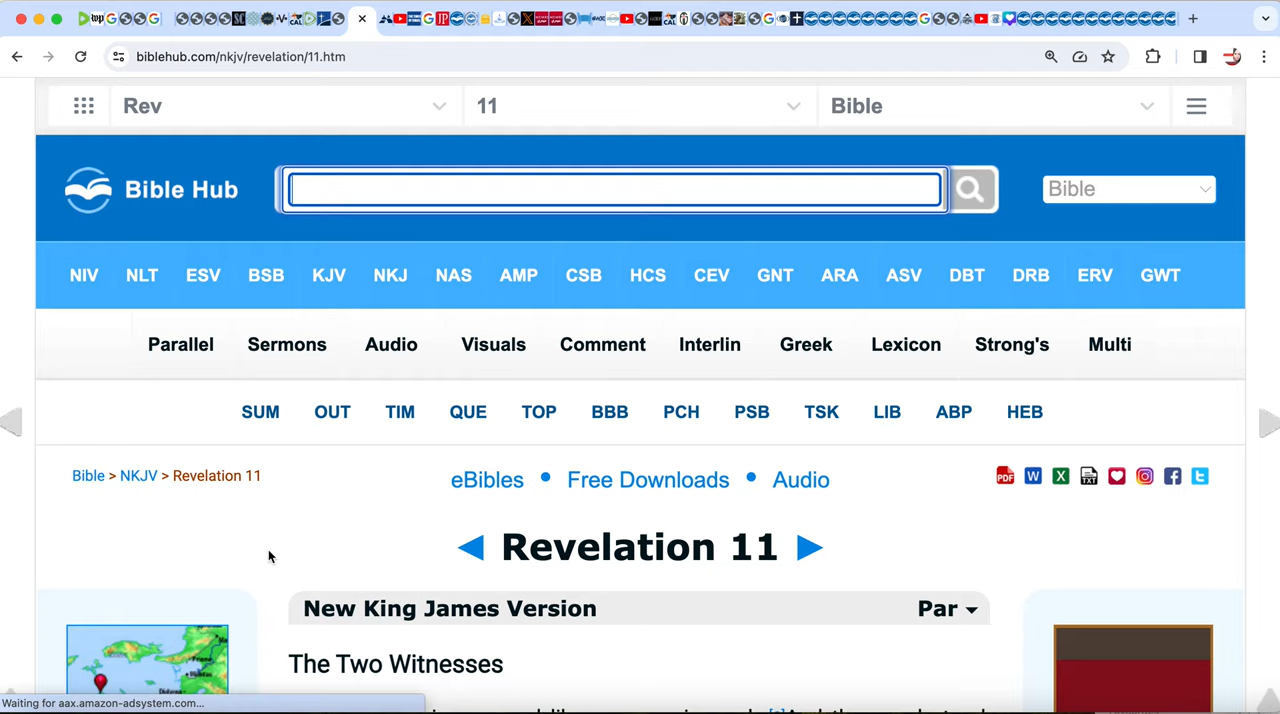 biblehub.com/nkjv/revelation/11.htm
Rev 11 Bible
Bible Hub Bible
NIV NLT ESV BSB KJV NKJ NAS AMP CSB HCS CEV GNT ARA ASV DBT DRB ERV GWT
Parallel Sermons Audio Visuals Comment Interlin Greek Lexicon Strong's Multi
SUM OUT TIM QUE TOP BBB PCH PSB TSK LIB ABP HEB
Bible > NKJV > Revelation 11 eBibles • Free Downloads • Audio
◄ Revelation 11 ►
New King James Version Par
The Two Witnesses
Waiting for aax.amazon-adsystem.com...